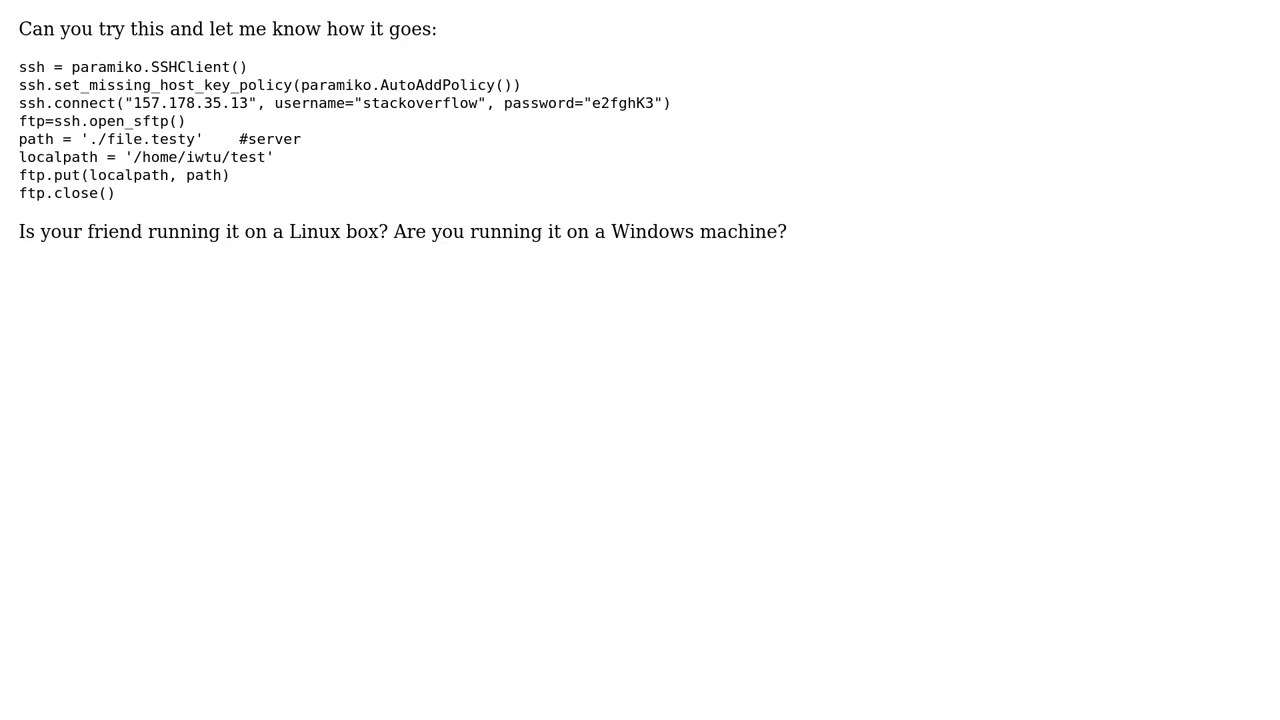 Can you try this and let me know how it goes:
ssh = paramiko.SSHClient()
ssh.set_missing_host_key_policy(paramiko.AutoAddPolicy())
ssh.connect("157.178.35.13", username="stackoverflow", password="e2fghK3")
ftp=ssh.open_sftp()
path = './file.testy'    #server
localpath = '/home/iwtu/test'
ftp.put(localpath, path)
ftp.close()
Is your friend running it on a Linux box? Are you running it on a Windows machine?